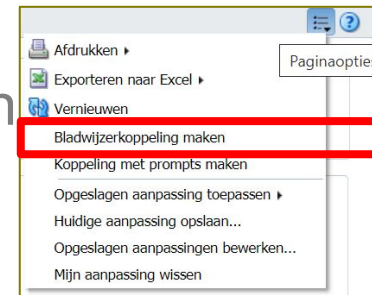 Paginaopties
Afdrukken
Exporteren naar Excel
n
Vernieuwen
Bladwijzerkoppeling maken
Koppeling met prompts maken
Opgeslagen aanpassing toepassen
Huidige aanpassing opslaan...
Opgeslagen aanpassingen bewerken...
Mijn aanpassing wissen